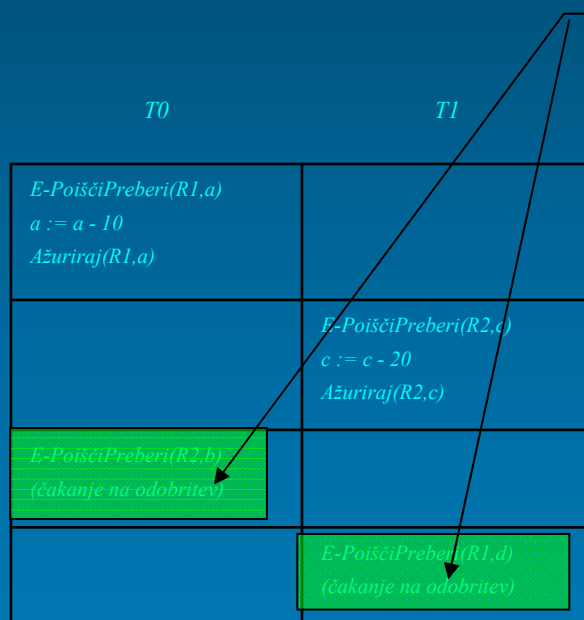 T0 T1
E-PoiščiPreberi(R1,a)
a := a - 10
Ažuriraj(R1,a)
E-PoiščiPreberi(R2,c)
c := c - 20
Ažuriraj(R2,c)
E-PoiščiPreberi(R2,b)
(čakanje na odobritev)
E-PoiščiPreberi(R1,d)
(čakanje na odobritev)